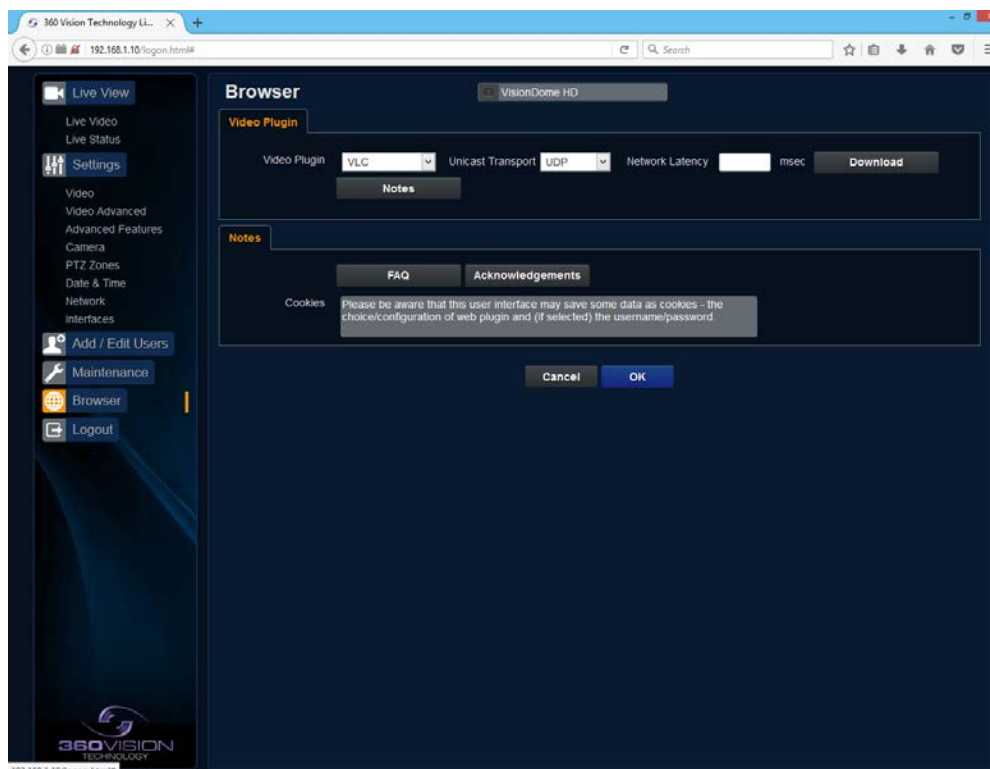 360 Vision Technology Li...
192.168.1.10/logon.html#
Search
Live View
Live Video
Live Status
Settings
Video
Video Advanced
Advanced Features
Camera
PTZ Zones
Date & Time
Network
Interfaces
Add / Edit Users
Maintenance
Browser
Logout
360VISION
TECHNOLOGY
Browser
VisionDome HD
Video Plugin
Video Plugin VLC Unicast Transport UDP Network Latency msec Download
Notes
Notes
FAQ Acknowledgements
Cookies
Please be aware that this user interface may save some data as cookies - the
choice/configuration of web plugin and (if selected) the username/password.
Cancel OK